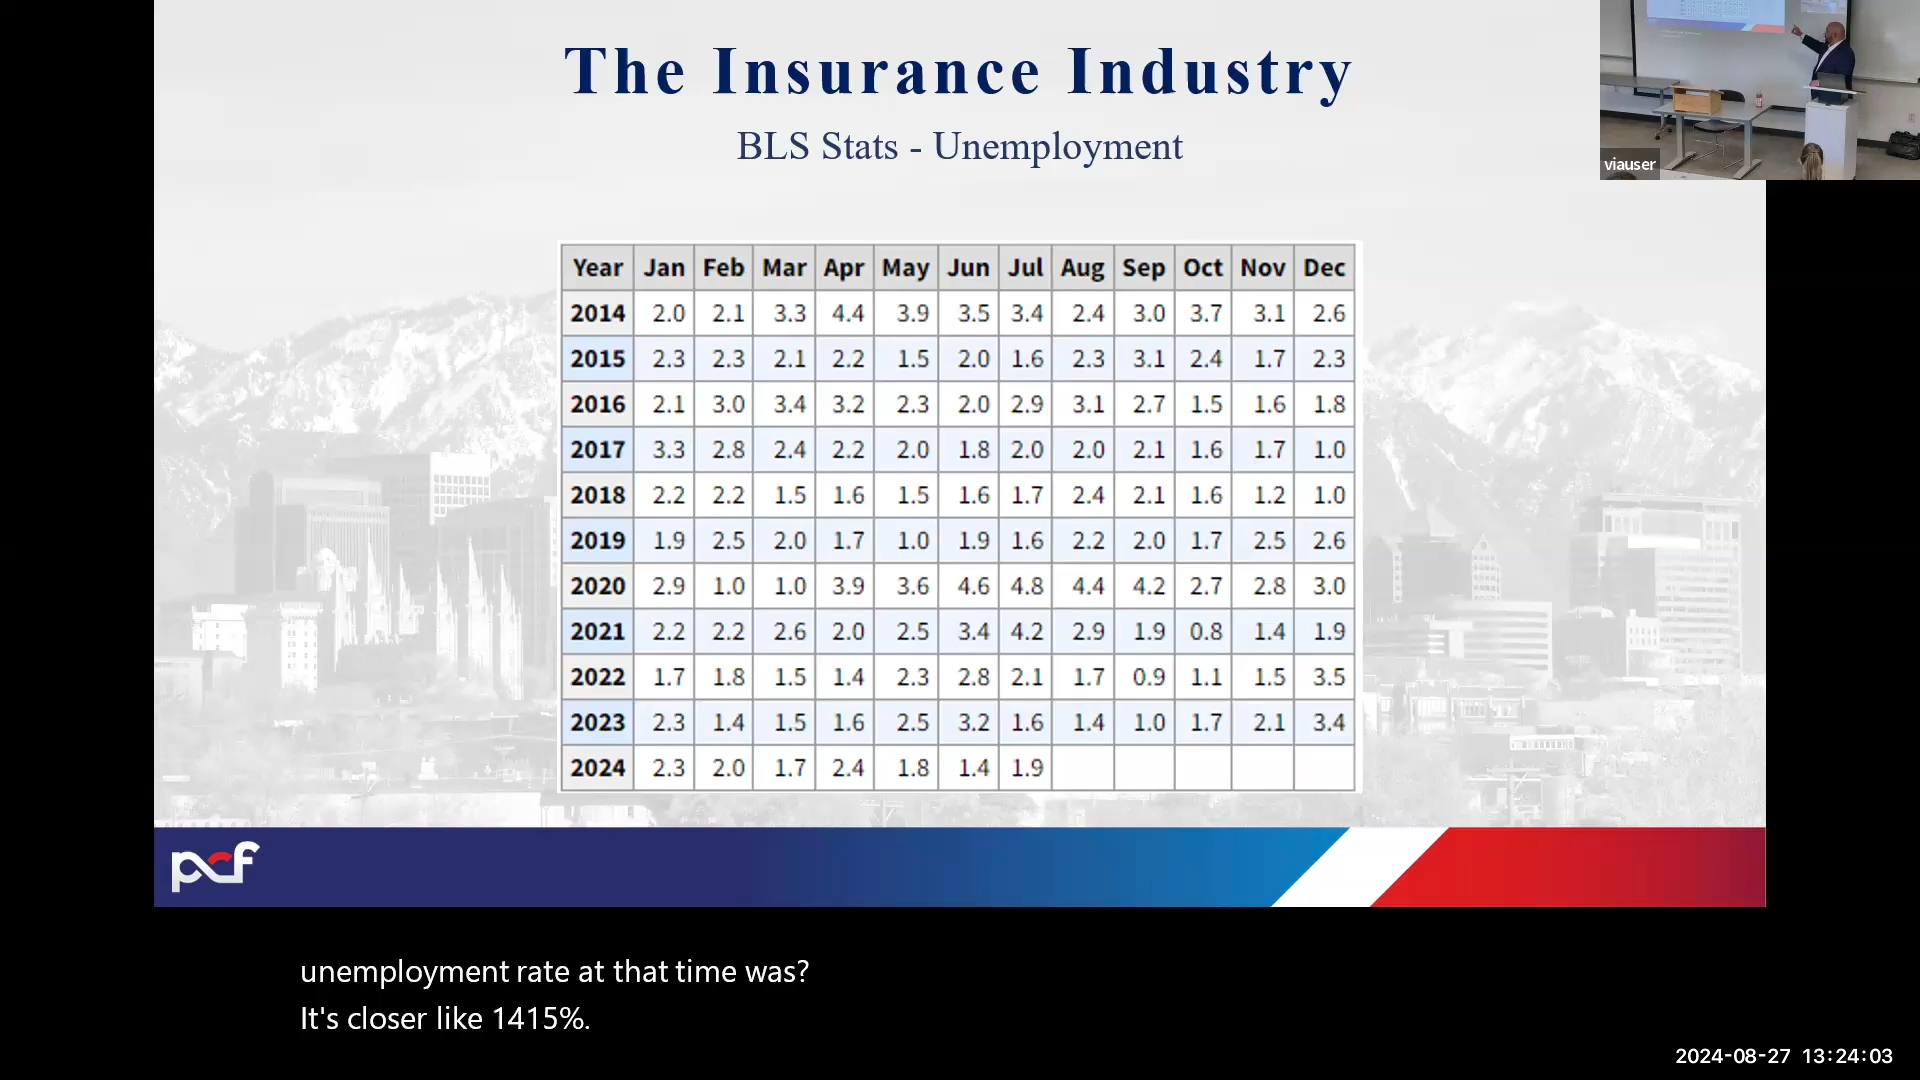 The Insurance Industry
BLS Stats - Unemployment
viauser
Year Jan Feb Mar Apr May Jun Jul Aug Sep Oct Nov Dec
2014 2.0 2.1 3.3 4.4 3.9 3.5 3.4 2.4 3.0 3.7 3.1 2.6
2015 2.3 2.3 2.1 2.2 1.5 2.0 1.6 2.3 3.1 2.4 1.7 2.3
2016 2.1 3.0 3.4 3.2 2.3 2.0 2.9 3.1 2.7 1.5 1.6 1.8
2017 3.3 2.8 2.4 2.2 2.0 1.8 2.0 2.0 2.1 1.6 1.7 1.0
2018 2.2 2.2 1.5 1.6 1.5 1.6 1.7 2.4 2.1 1.6 1.2 1.0
2019 1.9 2.5 2.0 1.7 1.0 1.9 1.6 2.2 2.0 1.7 2.5 2.6
2020 2.9 1.0 1.0 3.9 3.6 4.6 4.8 4.4 4.2 2.7 2.8 3.0
2021 2.2 2.2 2.6 2.0 2.5 3.4 4.2 2.9 1.9 0.8 1.4 1.9
2022 1.7 1.8 1.5 1.4 2.3 2.8 2.1 1.7 0.9 1.1 1.5 3.5
2023 2.3 1.4 1.5 1.6 2.5 3.2 1.6 1.4 1.0 1.7 2.1 3.4
2024 2.3 2.0 1.7 2.4 1.8 1.4 1.9
pcf
unemployment rate at that time was?
It's closer like 1415%.
2024-08-27 13:24:03